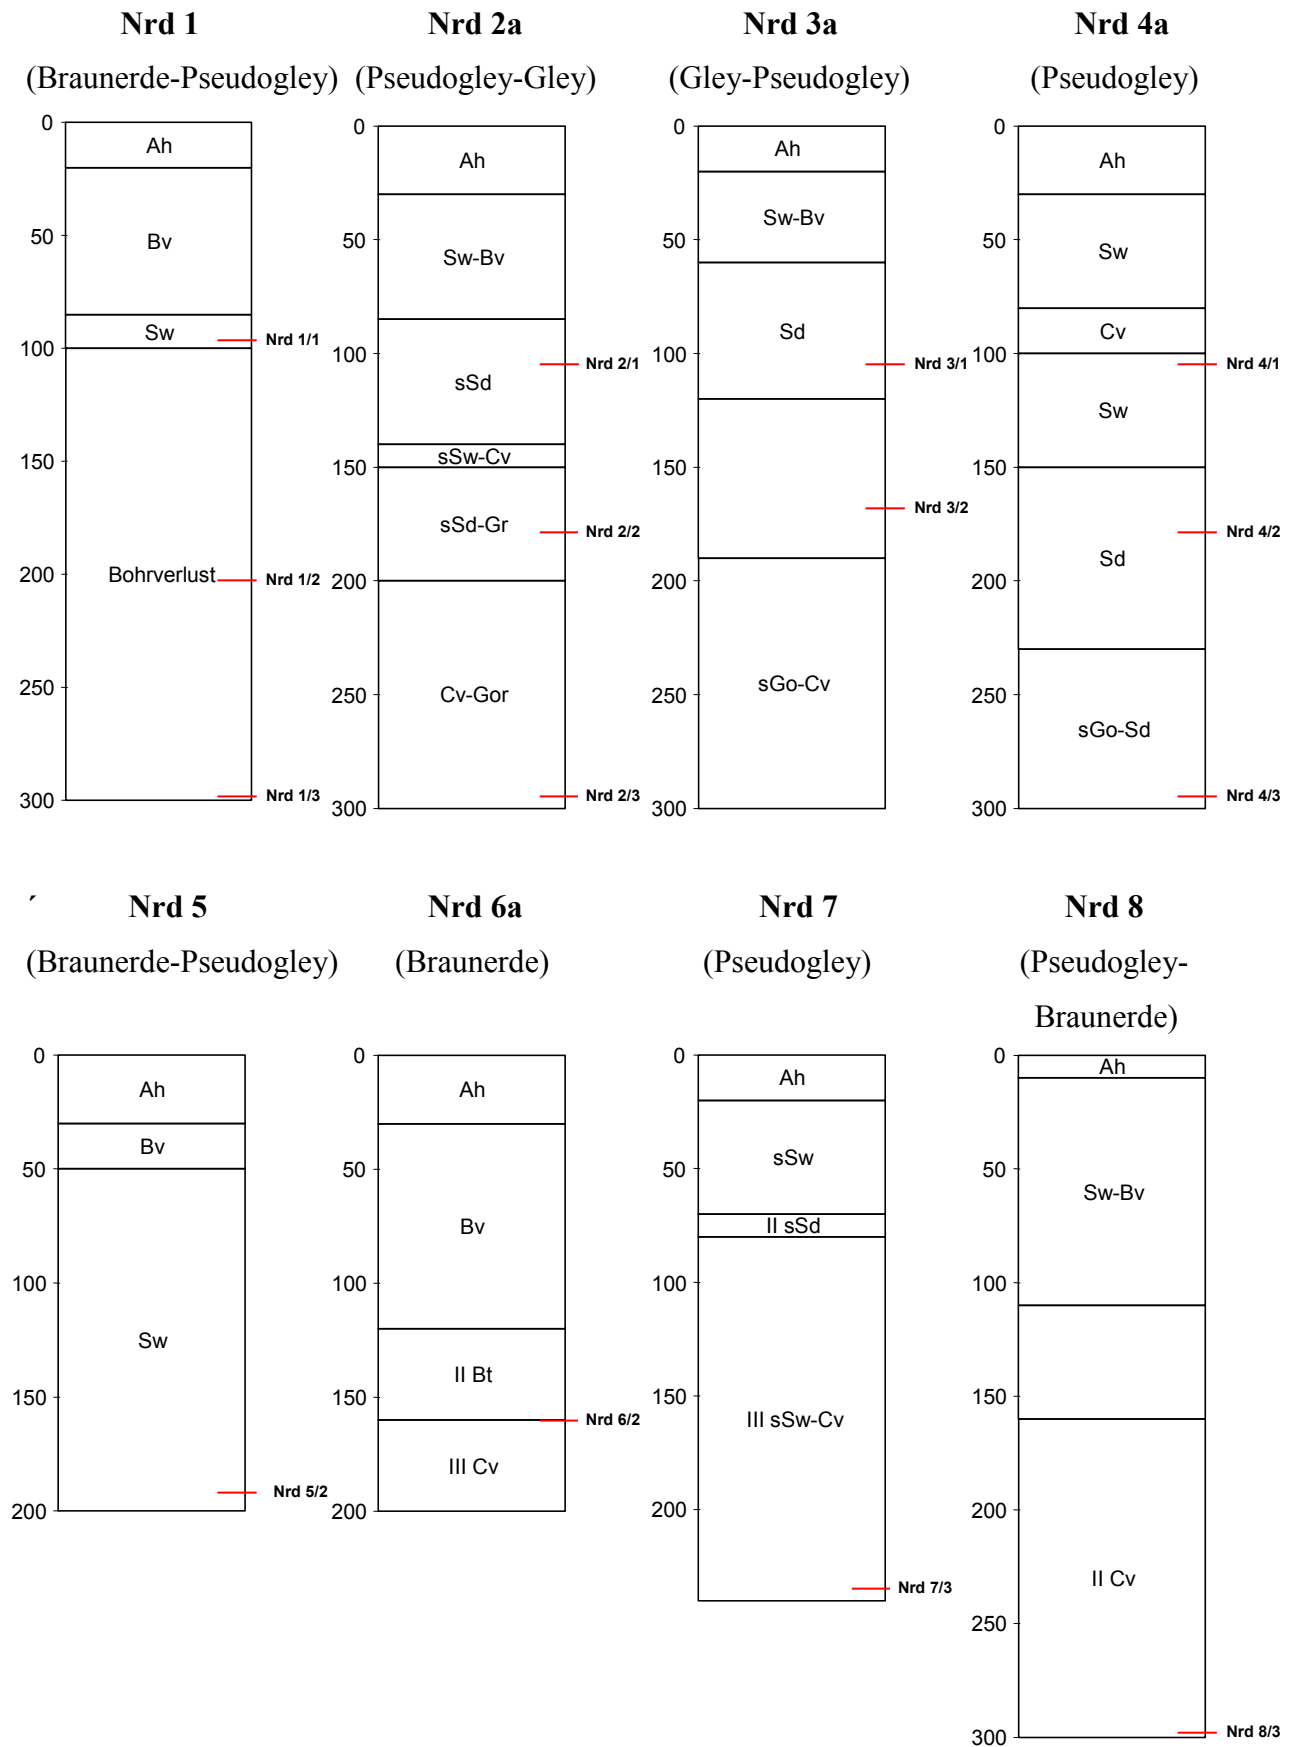 Nrd 1
(Braunerde-Pseudogley)
0
Ah
50
Bv
Sw
Nrd 1/1
100
150
Bohrverlust
200
Nrd 1/2
250
Nrd 1/3
300
Nrd 2a
(Pseudogley-Gley)
0
Ah
50
Sw-Bv
100
Nrd 2/1
sSd
sSw-Cv
150
sSd-Gr
Nrd 2/2
200
Cv-Gor
250
Nrd 2/3
300
Nrd 3a
(Gley-Pseudogley)
0
Ah
Sw-Bv
50
Sd
100
Nrd 3/1
150
Nrd 3/2
200
sGo-Cv
250
300
Nrd 4a
(Pseudogley)
0
Ah
50
Sw
Cv
100
Nrd 4/1
Sw
150
Nrd 4/2
Sd
200
250
sGo-Sd
Nrd 4/3
300
´
Nrd 5
(Braunerde-Pseudogley)
0
Ah
Bv
50
100
Sw
150
Nrd 5/2
200
Nrd 6a
(Braunerde)
0
Ah
50
Bv
100
II Bt
150
Nrd 6/2
III Cv
200
Nrd 7
(Pseudogley)
0
Ah
sSw
50
II sSd
100
150
III sSw-Cv
200
Nrd 7/3
Nrd 8
(Pseudogley-
Braunerde)
0
Ah
50
Sw-Bv
100
150
200
II Cv
250
Nrd 8/3
300